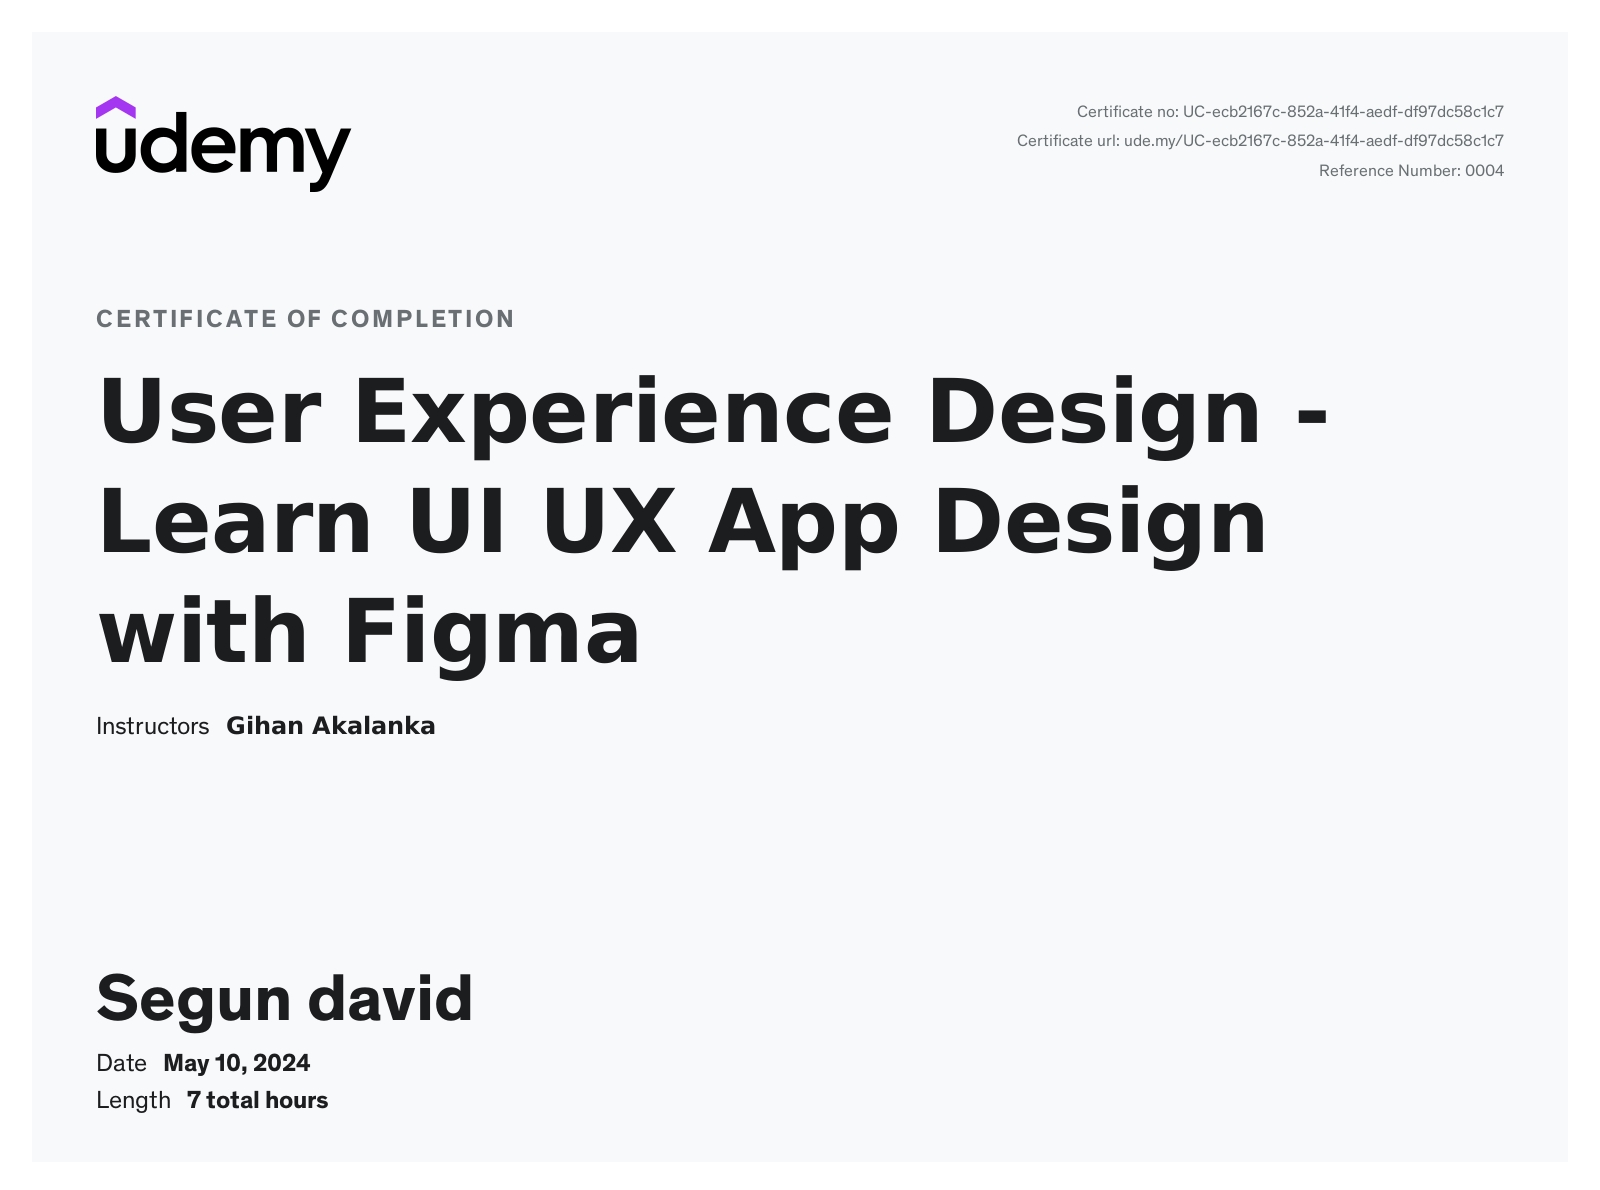 udemy
Certificate no: UC-ecb2167c-852a-41f4-aedf-df97dc58c1c7
Certificate url: ude.my/UC-ecb2167c-852a-41f4-aedf-df97dc58c1c7
Reference Number: 0004
CERTIFICATE OF COMPLETION
User Experience Design -
Learn UI UX App Design
with Figma
Instructors Gihan Akalanka
Segun david
Date May 10, 2024
Length 7 total hours